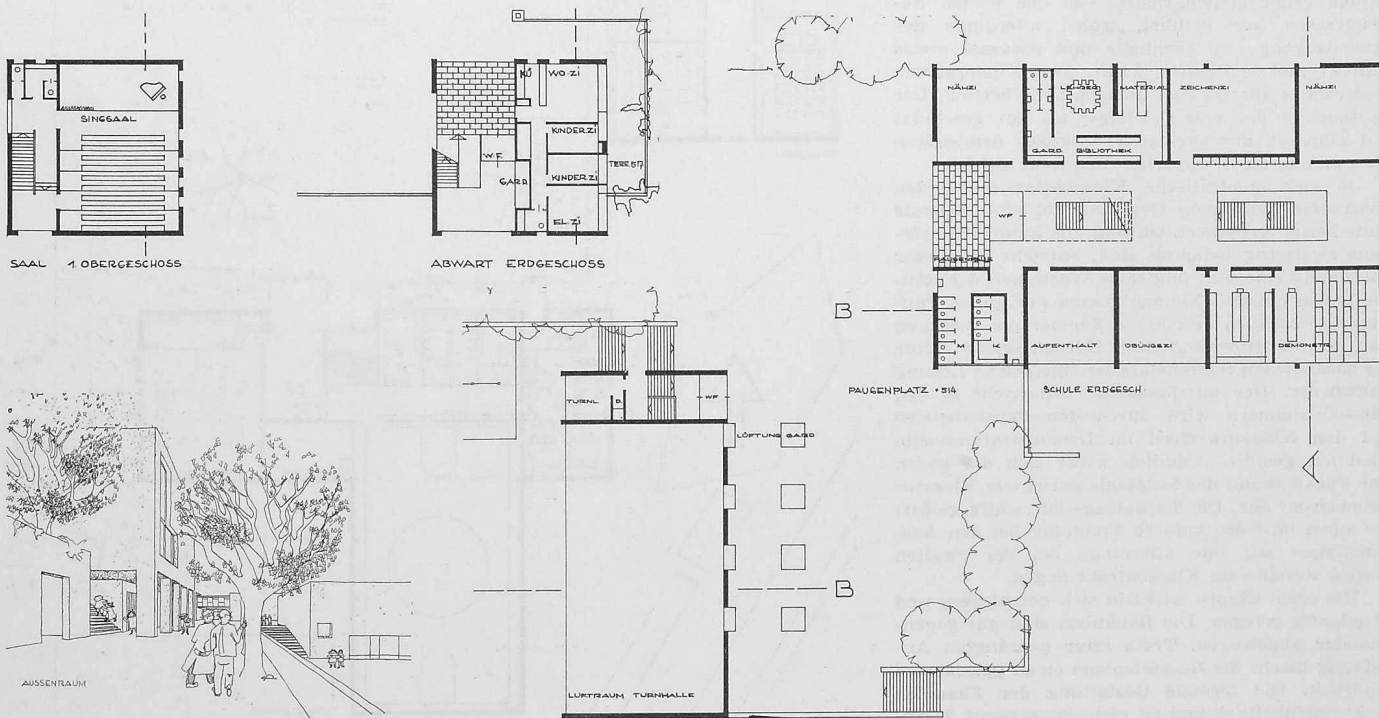 SINGSAAL
SAAL 1. OBERGESCHOSS
KÜ
WO.ZI
KINDERZI
KINDERZI
W.F.
GARD.
TERR. 517
EL.ZI
ABWART ERDGESCHOSS
NÄHZI
LEHRER
MATERIAL
ZEICHENZI
NÄHZI
GARD.
BIBLIOTHEK
WF
PAUSENHALLE
B
M
K
AUFENTHALT
ÜBUNGSZI
DEMONSTR.
PAUSENPLATZ • 514
SCHULE ERDGESCH
TURNL
D.
WF
LÜFTUNG GARD
B
LUFTRAUM TURNHALLE
AUSSENRAUM